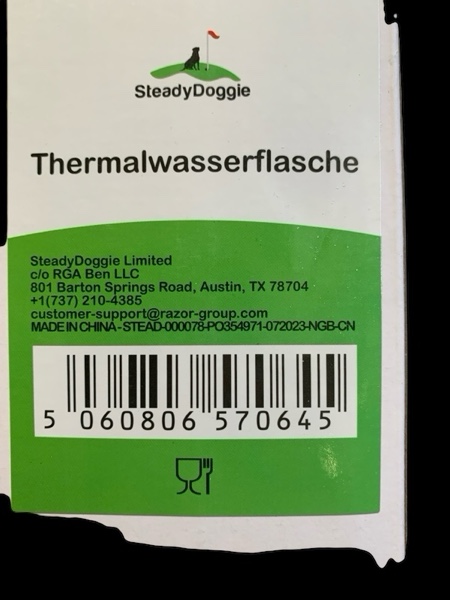 SteadyDoggie
Thermalwasserflasche
SteadyDoggie Limited
c/o RGA Ben LLC
801 Barton Springs Road, Austin, TX 78704
+1(737) 210-4385
customer-support@razor-group.com
MADE IN CHINA - STEAD-000078-PO354971-072023-NGB-CN
5 060806 570645